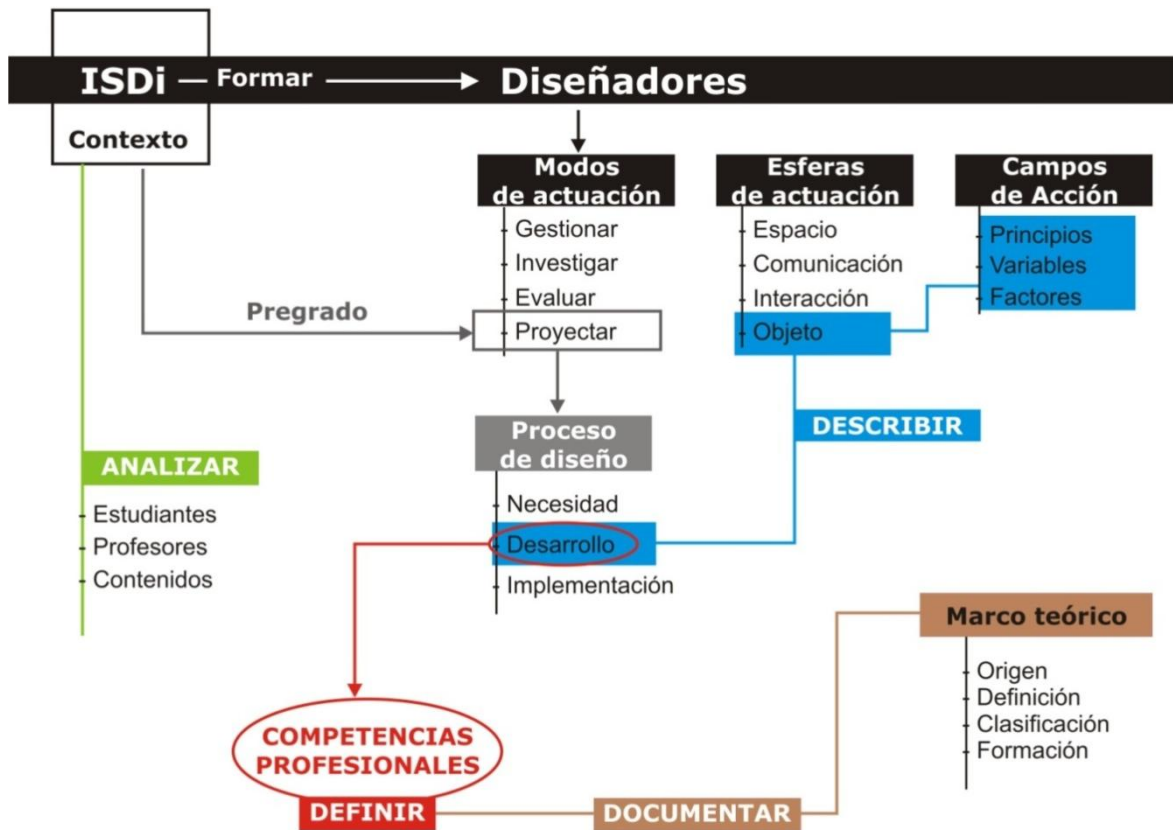 ISDi
Formar
Diseñadores
Contexto
Modos
de actuación
Gestionar
Investigar
Evaluar
Proyectar
Esferas
de actuación
Espacio
Comunicación
Interacción
Objeto
Campos
de Acción
Principios
Variables
Factores
Pregrado
Proceso
de diseño
Necesidad
Desarrollo
Implementación
DESCRIBIR
ANALIZAR
Estudiantes
Profesores
Contenidos
Marco teórico
Origen
Definición
Clasificación
Formación
COMPETENCIAS
PROFESIONALES
DEFINIR
DOCUMENTAR